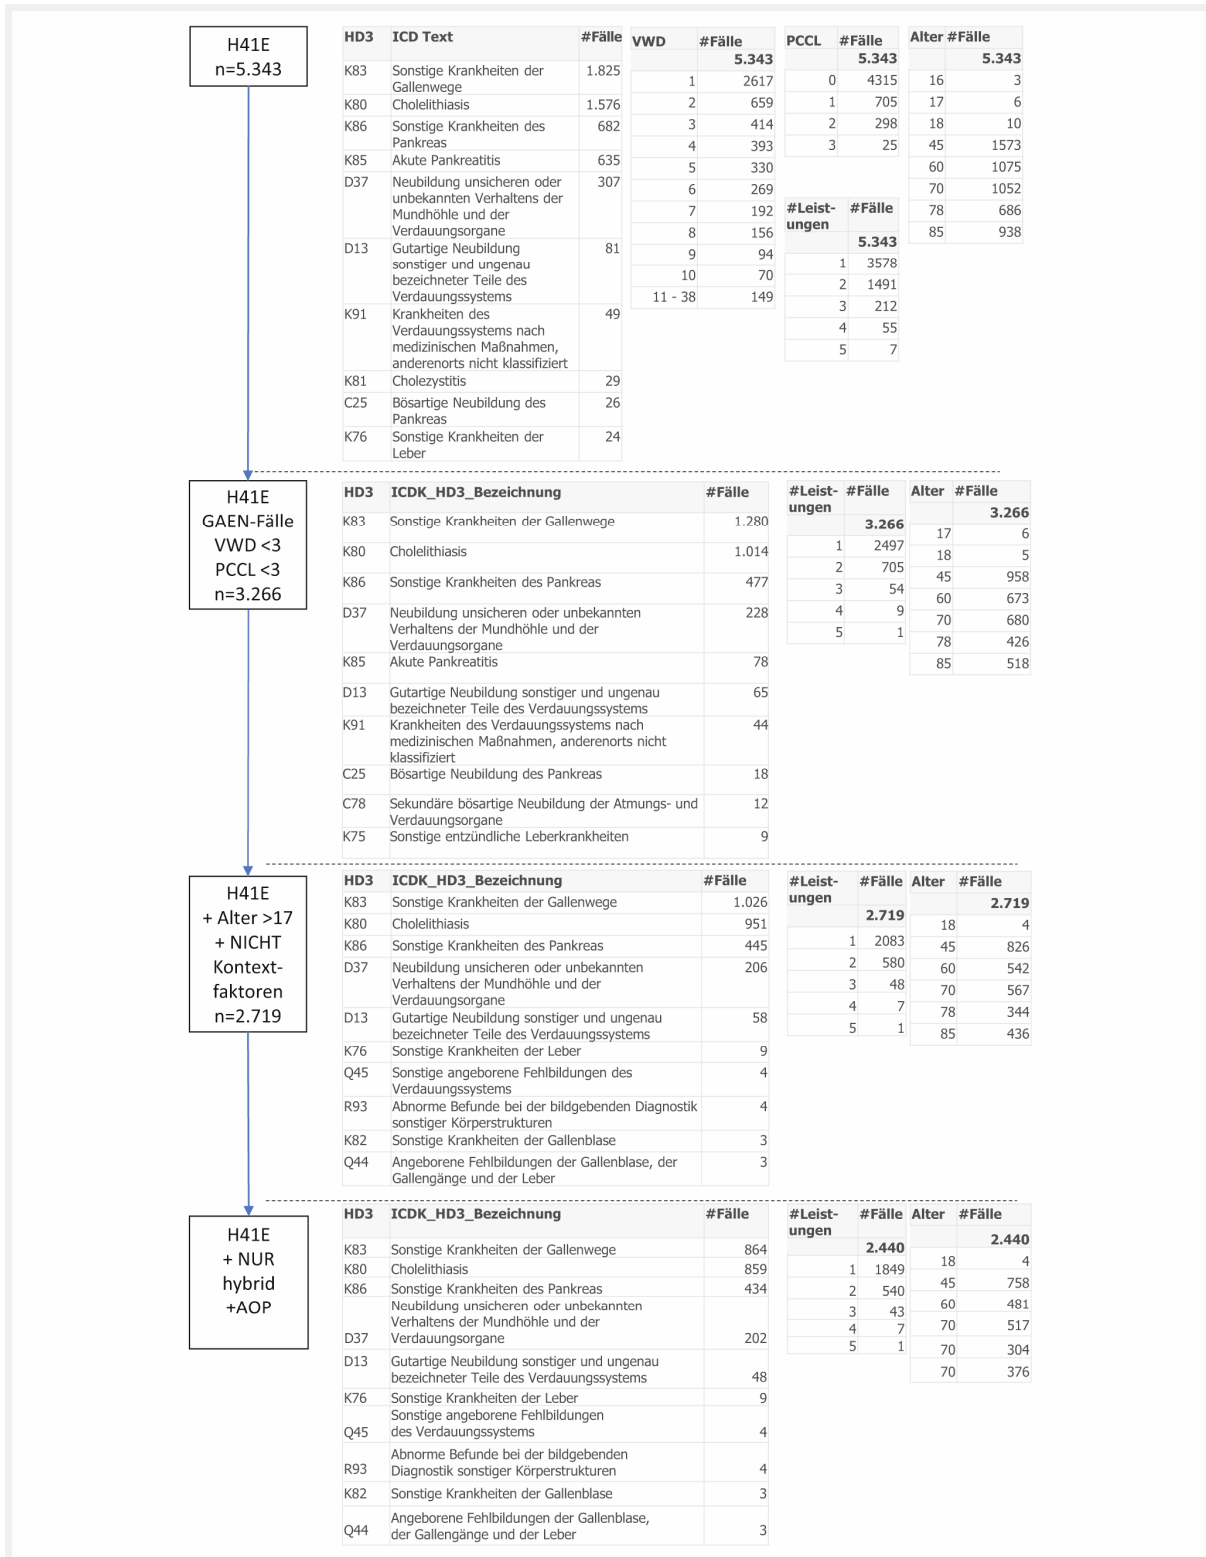 H41E
n=5.343
HD3 ICD Text #Fälle
K83 Sonstige Krankheiten der 1.825
Gallenwege
K80 Cholelithiasis 1.576
K86 Sonstige Krankheiten des 682
Pankreas
K85 Akute Pankreatitis 635
D37 Neubildung unsicheren oder 307
unbekannten Verhaltens der
Mundhöhle und der
Verdauungsorgane
D13 Gutartige Neubildung 81
sonstiger und ungenau
bezeichneter Teile des
Verdauungssystems
K91 Krankheiten des 49
Verdauungssystems nach
medizinischen Maßnahmen,
anderenorts nicht klassifiziert
K81 Cholezystitis 29
C25 Bösartige Neubildung des 26
Pankreas
K76 Sonstige Krankheiten der 24
Leber
VWD #Fälle
5.343
1 2617
2 659
3 414
4 393
5 330
6 269
7 192
8 156
9 94
10 70
11 - 38 149
PCCL #Fälle
5.343
0 4315
1 705
2 298
3 25
#Leist- #Fälle
ungen
5.343
1 3578
2 1491
3 212
4 55
5 7
Alter #Fälle
5.343
16 3
17 6
18 10
45 1573
60 1075
70 1052
78 686
85 938
H41E
GAEN-Fälle
VWD <3
PCCL <3
n=3.266
HD3 ICDK_HD3_Bezeichnung #Fälle
K83 Sonstige Krankheiten der Gallenwege 1.280
K80 Cholelithiasis 1.014
K86 Sonstige Krankheiten des Pankreas 477
D37 Neubildung unsicheren oder unbekannten 228
Verhaltens der Mundhöhle und der
Verdauungsorgane
K85 Akute Pankreatitis 78
D13 Gutartige Neubildung sonstiger und ungenau 65
bezeichneter Teile des Verdauungssystems
K91 Krankheiten des Verdauungssystems nach 44
medizinischen Maßnahmen, anderenorts nicht
klassifiziert
C25 Bösartige Neubildung des Pankreas 18
C78 Sekundäre bösartige Neubildung der Atmungs- und 12
Verdauungsorgane
K75 Sonstige entzündliche Leberkrankheiten 9
#Leist- #Fälle
ungen
3.266
1 2497
2 705
3 54
4 9
5 1
Alter #Fälle
3.266
17 6
18 5
45 958
60 673
70 680
78 426
85 518
H41E
+ Alter >17
+ NICHT
Kontext-
faktoren
n=2.719
HD3 ICDK_HD3_Bezeichnung #Fälle
K83 Sonstige Krankheiten der Gallenwege 1.026
K80 Cholelithiasis 951
K86 Sonstige Krankheiten des Pankreas 445
D37 Neubildung unsicheren oder unbekannten 206
Verhaltens der Mundhöhle und der
Verdauungsorgane
D13 Gutartige Neubildung sonstiger und ungenau 58
bezeichneter Teile des Verdauungssystems
K76 Sonstige Krankheiten der Leber 9
Q45 Sonstige angeborene Fehlbildungen des 4
Verdauungssystems
R93 Abnorme Befunde bei der bildgebenden Diagnostik 4
sonstiger Körperstrukturen
K82 Sonstige Krankheiten der Gallenblase 3
Q44 Angeborene Fehlbildungen der Gallenblase, der 3
Gallengänge und der Leber
#Leist- #Fälle
ungen
2.719
1 2083
2 580
3 48
4 7
5 1
Alter #Fälle
2.719
18 4
45 826
60 542
70 567
78 344
85 436
H41E
+ NUR
hybrid
+AOP
HD3 ICDK_HD3_Bezeichnung #Fälle
K83 Sonstige Krankheiten der Gallenwege 864
K80 Cholelithiasis 859
K86 Sonstige Krankheiten des Pankreas 434
Neubildung unsicheren oder unbekannten
Verhaltens der Mundhöhle und der
D37 Verdauungsorgane 202
D13 Gutartige Neubildung sonstiger und ungenau
bezeichneter Teile des Verdauungssystems 48
K76 Sonstige Krankheiten der Leber 9
Sonstige angeborene Fehlbildungen
Q45 des Verdauungssystems 4
Abnorme Befunde bei der bildgebenden
R93 Diagnostik sonstiger Körperstrukturen 4
K82 Sonstige Krankheiten der Gallenblase 3
Angeborene Fehlbildungen der Gallenblase,
Q44 der Gallengänge und der Leber 3
#Leist- #Fälle
ungen
2.440
1 1849
2 540
3 43
4 7
5 1
Alter #Fälle
2.440
18 4
45 758
60 481
70 517
70 304
70 376